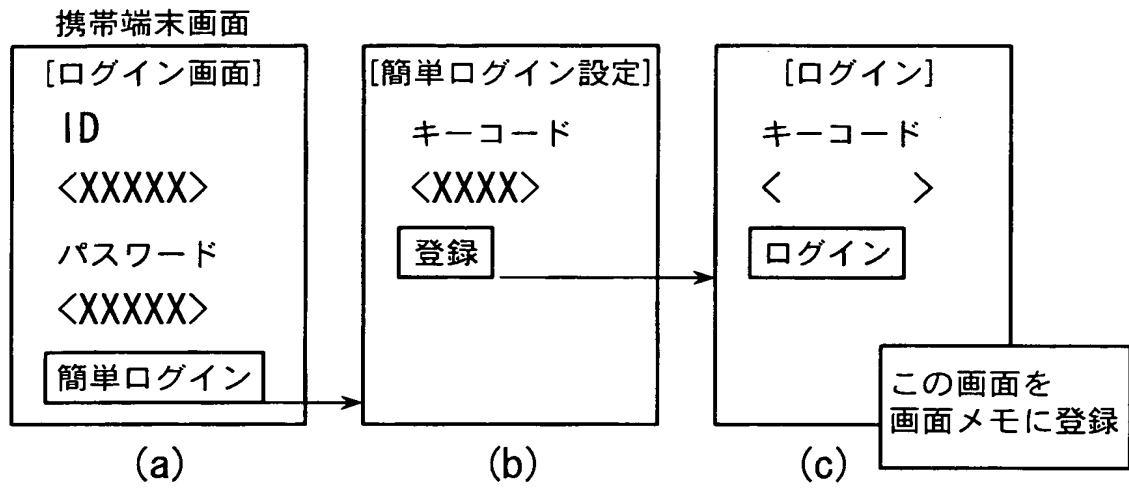 携帯端末画面
[ログイン画面]
ID
<XXXXX>
パスワード
<XXXXX>
簡単ログイン
(a)
[簡単ログイン設定]
キーコード
<XXXX>
登録
(b)
[ログイン]
キーコード
< >
ログイン
この画面を
画面メモに登録
(c)